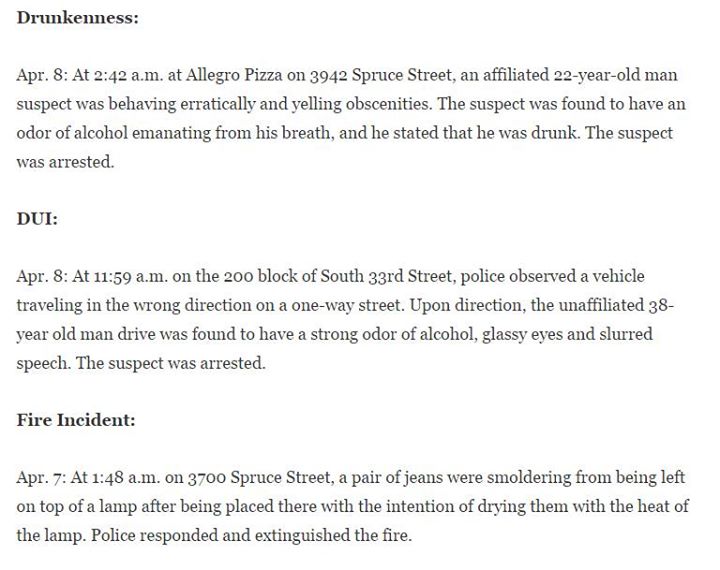 Drunkenness:
Apr. 8: At 2:42 a.m. at Allegro Pizza on 3942 Spruce Street, an affiliated 22-year-old man
suspect was behaving erratically and yelling obscenities. The suspect was found to have an
odor of alcohol emanating from his breath, and he stated that he was drunk. The suspect
was arrested.
DUI:
Apr. 8: At 11:59 a.m. on the 200 block of South 33rd Street, police observed a vehicle
traveling in the wrong direction on a one-way street. Upon direction, the unaffiliated 38-
year old man drive was found to have a strong odor of alcohol, glassy eyes and slurred
speech. The suspect was arrested.
Fire Incident:
Apr. 7: At 1:48 a.m. on 3700 Spruce Street, a pair of jeans were smoldering from being left
on top of a lamp after being placed there with the intention of drying them with the heat of
the lamp. Police responded and extinguished the fire.